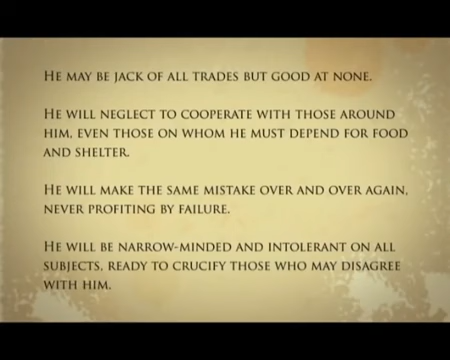 He may be jack of all trades but good at none.
He will neglect to cooperate with those around
him, even those on whom he must depend for food
and shelter.
He will make the same mistake over and over again,
never profiting by failure.
He will be narrow-minded and intolerant on all
subjects, ready to crucify those who may disagree
with him.